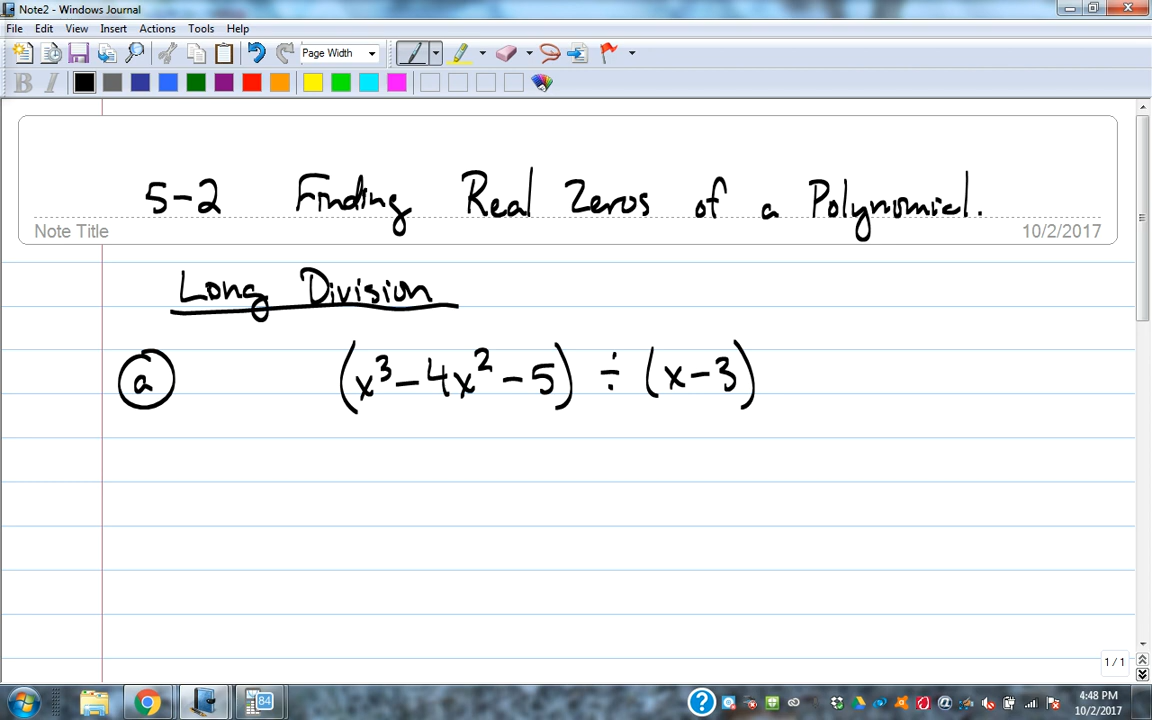 Note2 - Windows Journal
File Edit View Insert Actions Tools Help
Page Width
B I
5-2 Finding Real Zeros of a Polynomial.
Note Title 10/2/2017
Long Division
a (x³ - 4x² - 5) ÷ (x - 3)
1 / 1
84
4:48 PM
10/2/2017